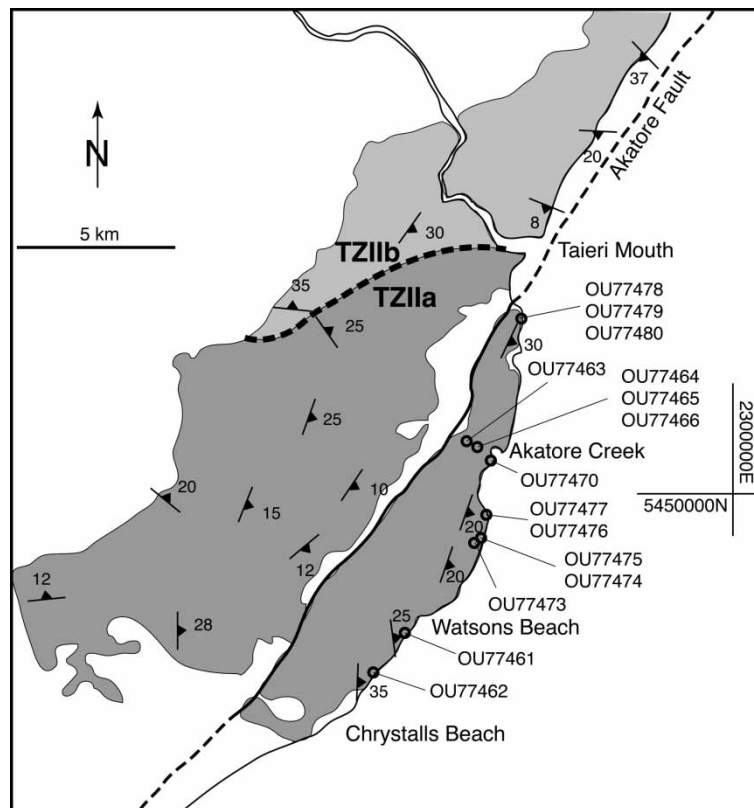 37
Akatore Fault
N
20
5 km
8
30
TZIIb
Taieri Mouth
35
TZIIa
OU77478
OU77479
OU77480
25
30
OU77463
OU77464
OU77465
OU77466
25
2300000E
Akatore Creek
OU77470
20
10
5450000N
15
OU77477
OU77476
20
12
OU77475
OU77474
20
12
OU77473
28
25
Watsons Beach
OU77461
35
OU77462
Chrystalls Beach